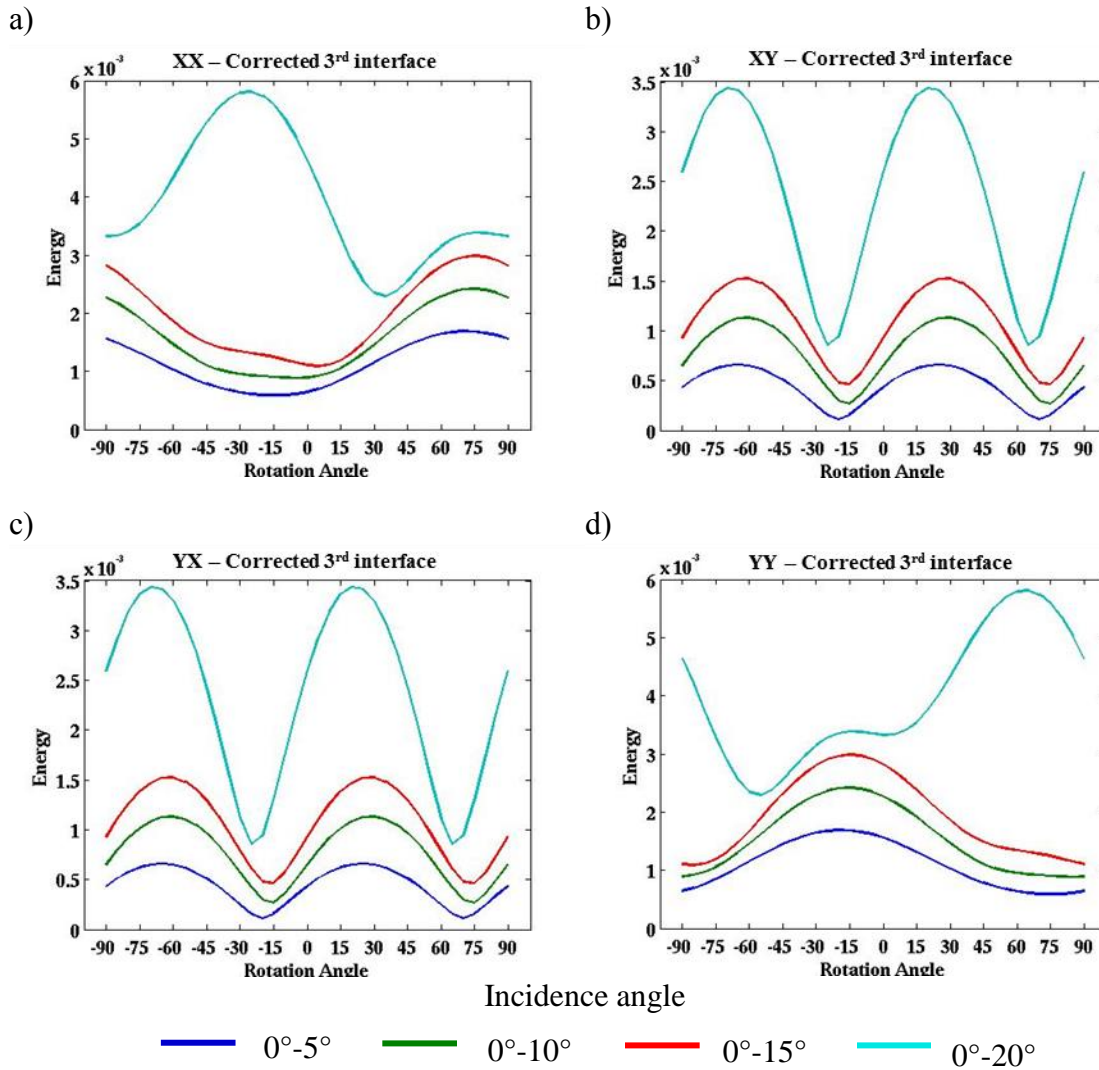 a)
XX – Corrected 3rd interface
x 10-3
6
5
4
3
2
1
0
Energy
-90 -75 -60 -45 -30 -15 0 15 30 45 60 75 90
Rotation Angle
b)
XY – Corrected 3rd interface
x 10-3
3.5
3
2.5
2
1.5
1
0.5
0
Energy
-90 -75 -60 -45 -30 -15 0 15 30 45 60 75 90
Rotation Angle
c)
YX – Corrected 3rd interface
x 10-3
3.5
3
2.5
2
1.5
1
0.5
0
Energy
-90 -75 -60 -45 -30 -15 0 15 30 45 60 75 90
Rotation Angle
d)
YY – Corrected 3rd interface
x 10-3
6
5
4
3
2
1
0
Energy
-90 -75 -60 -45 -30 -15 0 15 30 45 60 75 90
Rotation Angle
Incidence angle
0°-5° 0°-10° 0°-15° 0°-20°